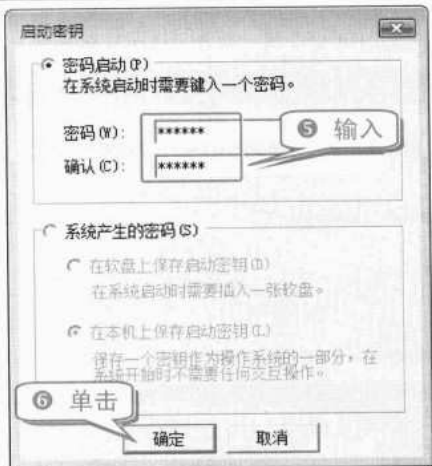 启动密钥
密码启动(P)
在系统启动时需要键入一个密码。
密码(W): ******
❺ 输入
确认(C): ******
系统产生的密码(S)
在软盘上保存启动密钥(D)
在系统启动时需要插入一张软盘。
在本机上保存启动密钥(L)
保存一个密钥作为操作系统的一部分，在
系统开始时不需要任何交互操作。
❻ 单击
确定
取消